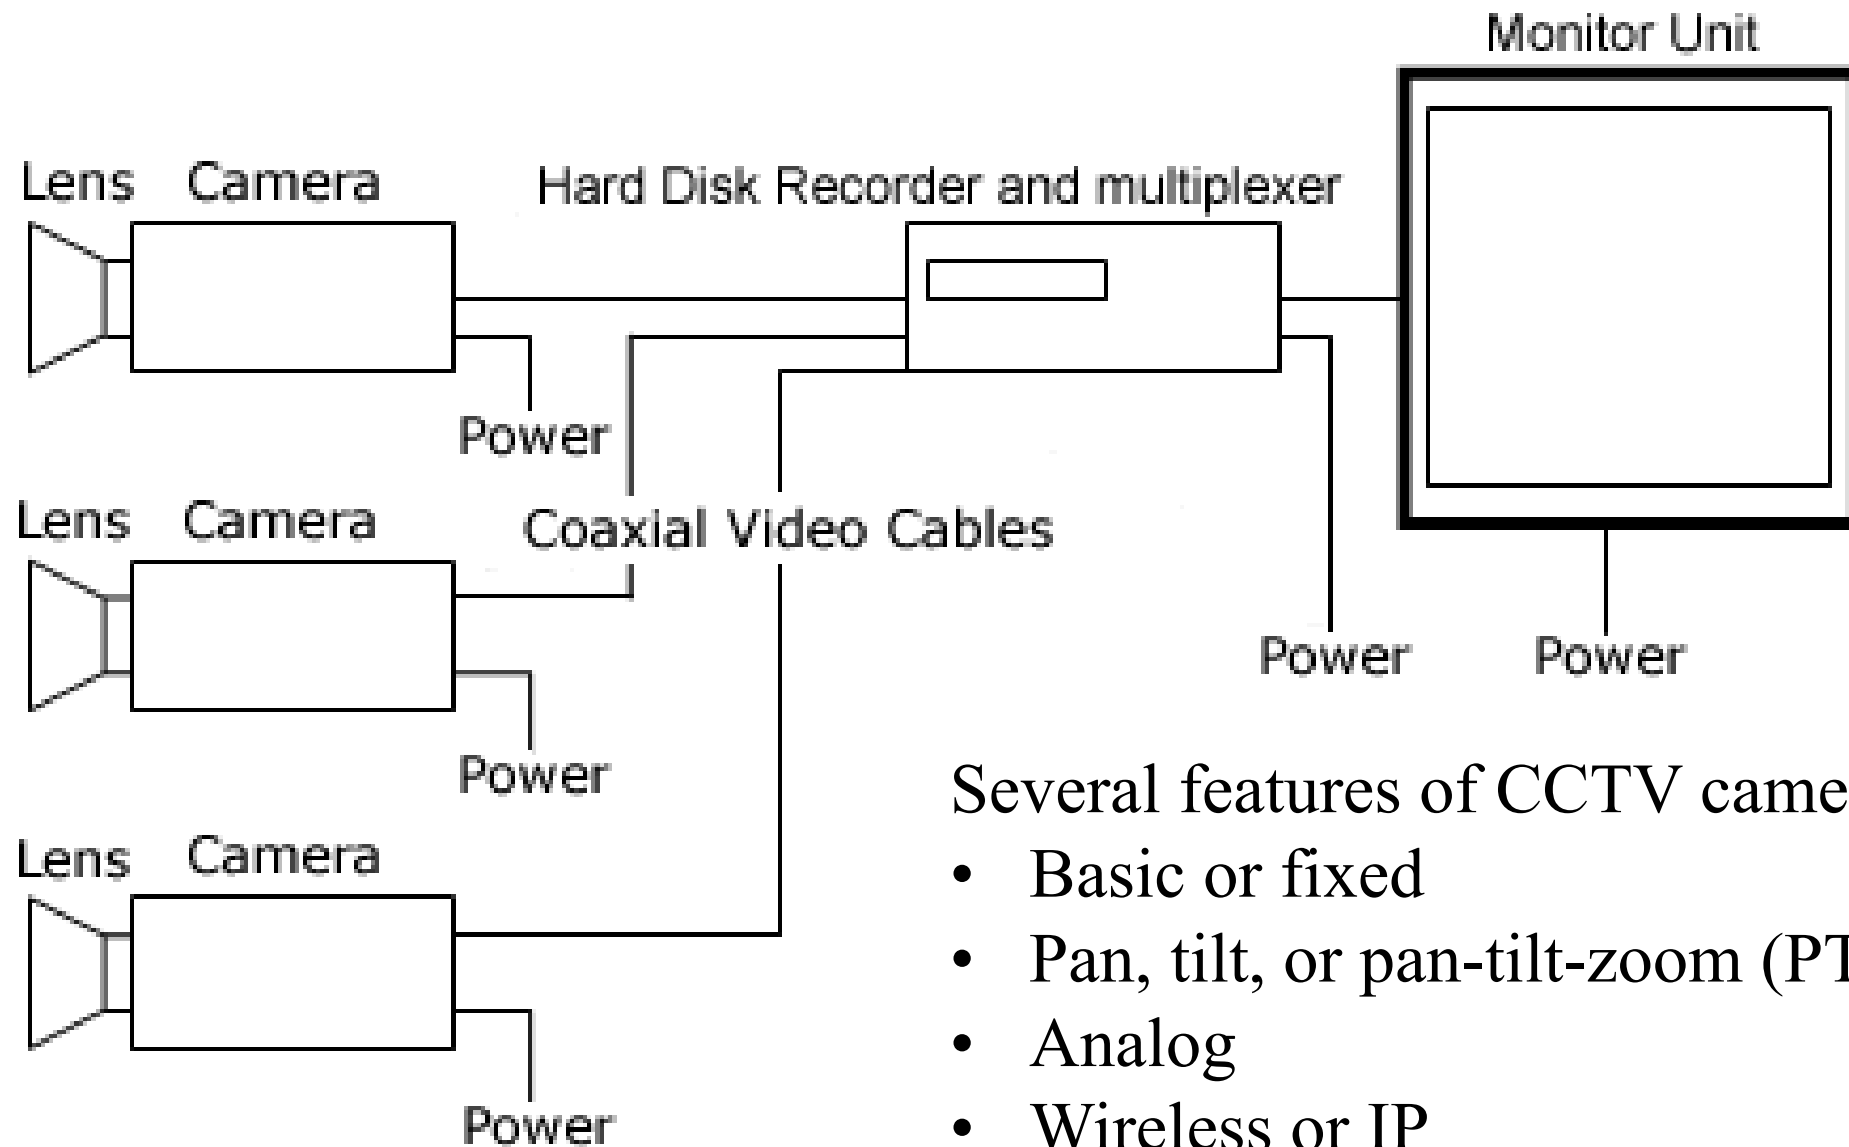 Monitor Unit
Lens Camera Hard Disk Recorder and multiplexer
Power
Lens Camera Coaxial Video Cables
Power Power
Power
Lens Camera
Power
Several features of CCTV came
• Basic or fixed
• Pan, tilt, or pan-tilt-zoom (PT
• Analog
• Wireless or IP